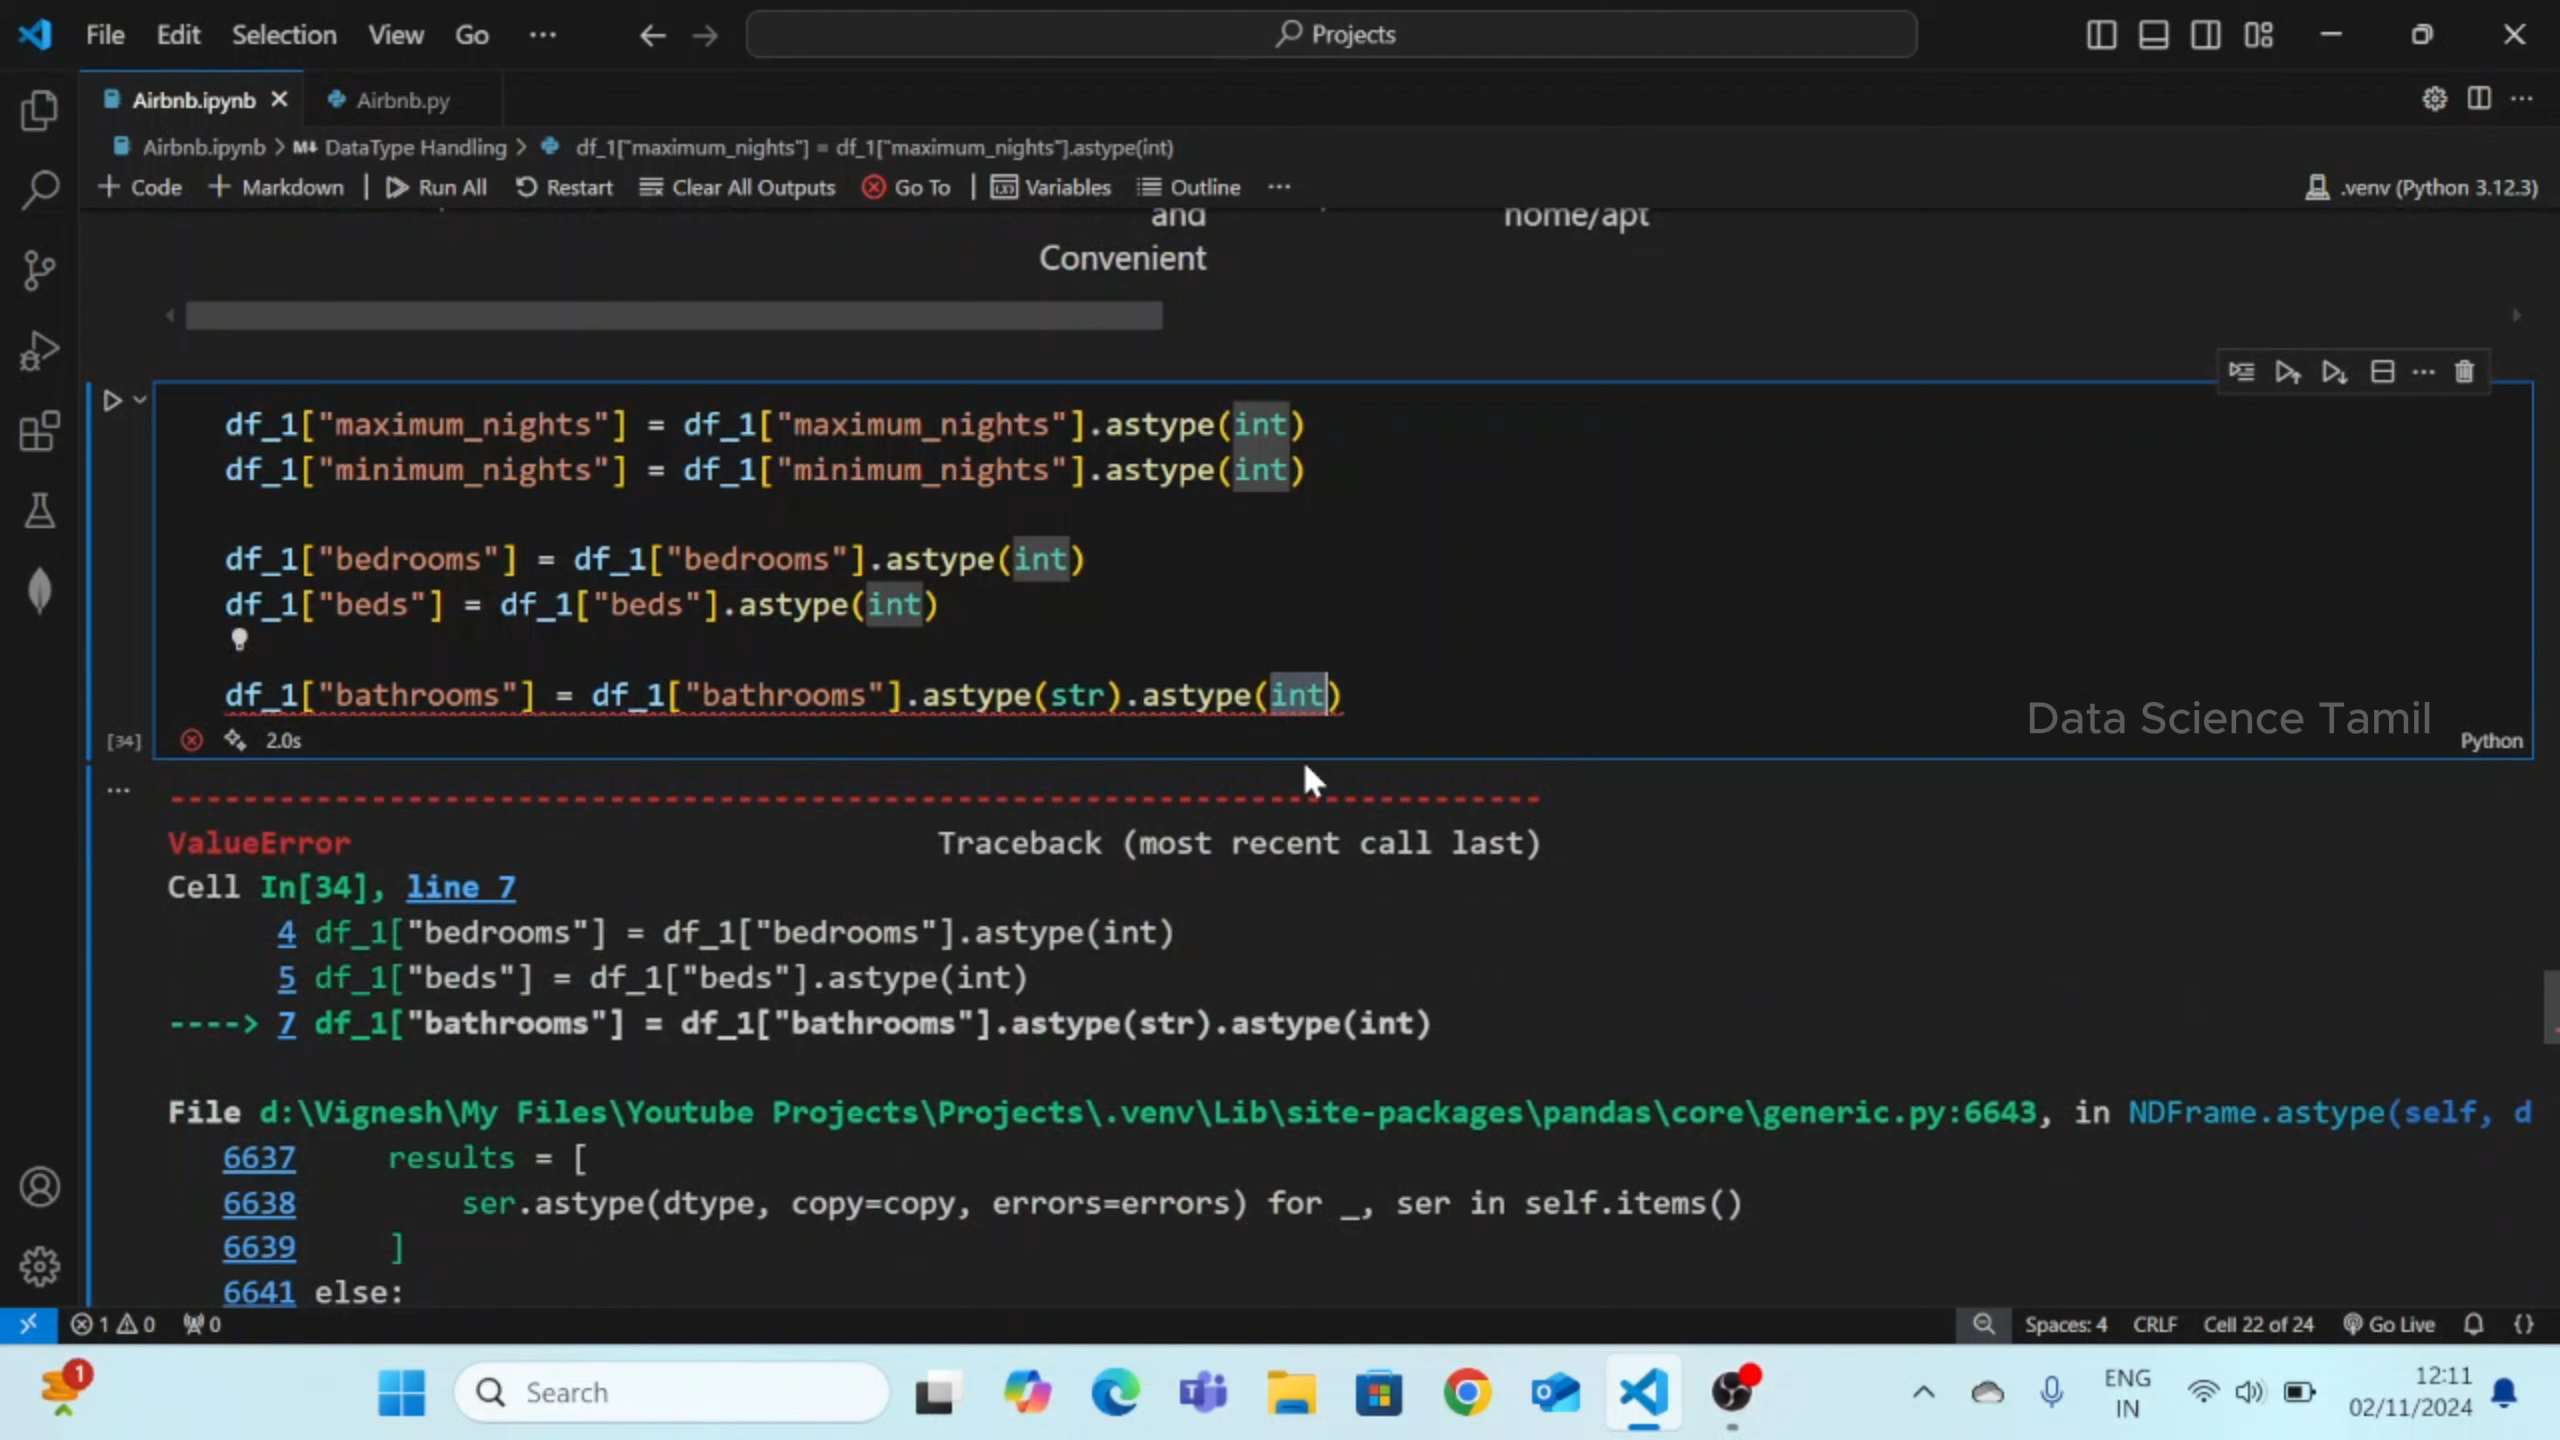 File Edit Selection View Go ··· Projects
Airbnb.ipynb Airbnb.py
Airbnb.ipynb > M↓ DataType Handling > df_1["maximum_nights"] = df_1["maximum_nights"].astype(int)
+ Code + Markdown | Run All Restart Clear All Outputs Go To | Variables Outline ··· .venv (Python 3.12.3)
and home/apt
Convenient
df_1["maximum_nights"] = df_1["maximum_nights"].astype(int)
df_1["minimum_nights"] = df_1["minimum_nights"].astype(int)
df_1["bedrooms"] = df_1["bedrooms"].astype(int)
df_1["beds"] = df_1["beds"].astype(int)
df_1["bathrooms"] = df_1["bathrooms"].astype(str).astype(int)
Data Science Tamil
[34] 2.0s Python
---------------------------------------------------------------------------
ValueError Traceback (most recent call last)
Cell In[34], line 7
4 df_1["bedrooms"] = df_1["bedrooms"].astype(int)
5 df_1["beds"] = df_1["beds"].astype(int)
----> 7 df_1["bathrooms"] = df_1["bathrooms"].astype(str).astype(int)
File d:\Vignesh\My Files\Youtube Projects\Projects\.venv\Lib\site-packages\pandas\core\generic.py:6643, in NDFrame.astype(self, d
6637 results = [
6638 ser.astype(dtype, copy=copy, errors=errors) for _, ser in self.items()
6639 ]
6641 else:
1 0 0 Spaces: 4 CRLF Cell 22 of 24 Go Live {}
1 Search ENG 12:11
IN 02/11/2024